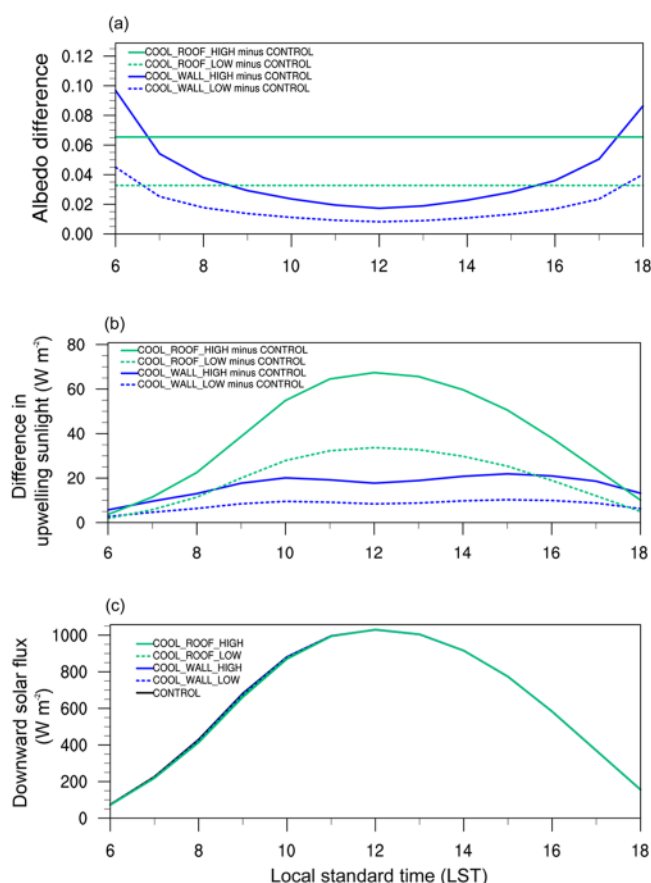 (a)
Albedo difference
0.12
0.10
0.08
0.06
0.04
0.02
0.00
COOL_ROOF_HIGH minus CONTROL
COOL_ROOF_LOW minus CONTROL
COOL_WALL_HIGH minus CONTROL
COOL_WALL_LOW minus CONTROL
6 8 10 12 14 16 18
(b)
Difference in
upwelling sunlight (W m-2)
80
60
40
20
0
COOL_ROOF_HIGH minus CONTROL
COOL_ROOF_LOW minus CONTROL
COOL_WALL_HIGH minus CONTROL
COOL_WALL_LOW minus CONTROL
6 8 10 12 14 16 18
(c)
Downward solar flux
(W m-2)
1000
800
600
400
200
0
COOL_ROOF_HIGH
COOL_ROOF_LOW
COOL_WALL_HIGH
COOL_WALL_LOW
CONTROL
6 8 10 12 14 16 18
Local standard time (LST)